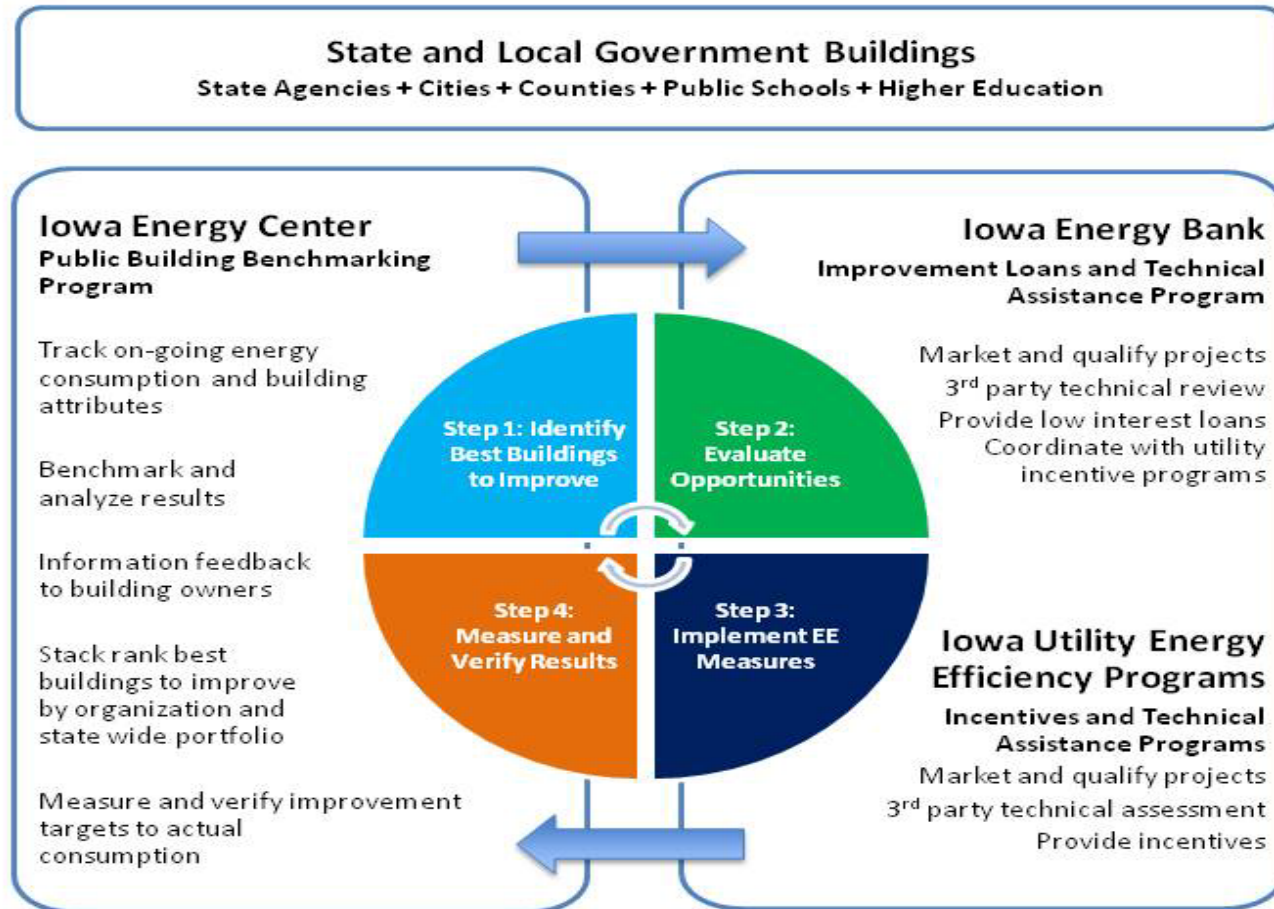 State and Local Government Buildings
State Agencies + Cities + Counties + Public Schools + Higher Education
Iowa Energy Center
Public Building Benchmarking
Program
Track on-going energy
consumption and building
attributes
Benchmark and
analyze results
Information feedback
to building owners
Stack rank best
buildings to improve
by organization and
state wide portfolio
Measure and verify improvement
targets to actual
consumption
Step 1: Identify
Best Buildings
to Improve
Step 2:
Evaluate
Opportunities
Step 4:
Measure and
Verify Results
Step 3:
Implement EE
Measures
Iowa Energy Bank
Improvement Loans and Technical
Assistance Program
Market and qualify projects
3rd party technical review
Provide low interest loans
Coordinate with utility
incentive programs
Iowa Utility Energy
Efficiency Programs
Incentives and Technical
Assistance Programs
Market and qualify projects
3rd party technical assessment
Provide incentives